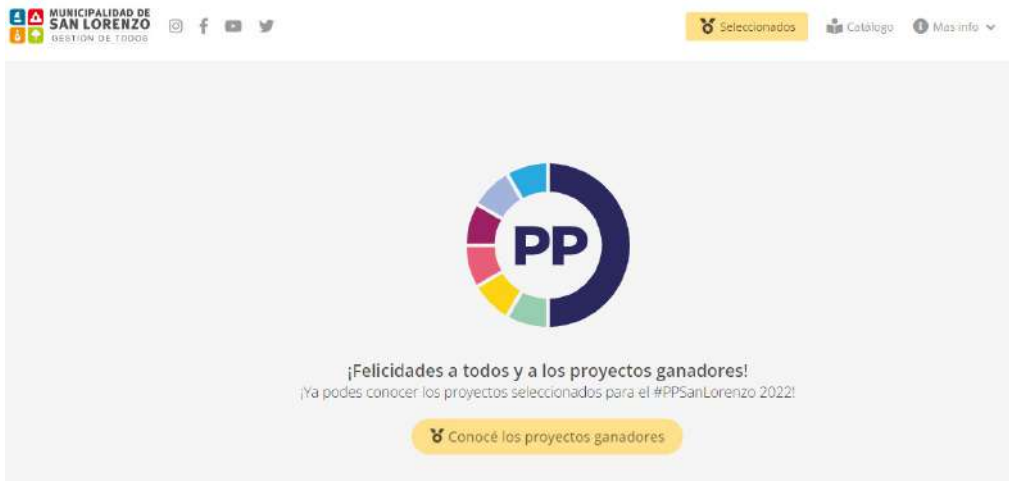 MUNICIPALIDAD DE
SAN LORENZO
GESTION DE TODOS
Seleccionados
Catálogo
Mas info
PP
¡Felicidades a todos y a los proyectos ganadores!
¡Ya podes conocer los proyectos seleccionados para el #PPSanLorenzo 2022!
Conocé los proyectos ganadores